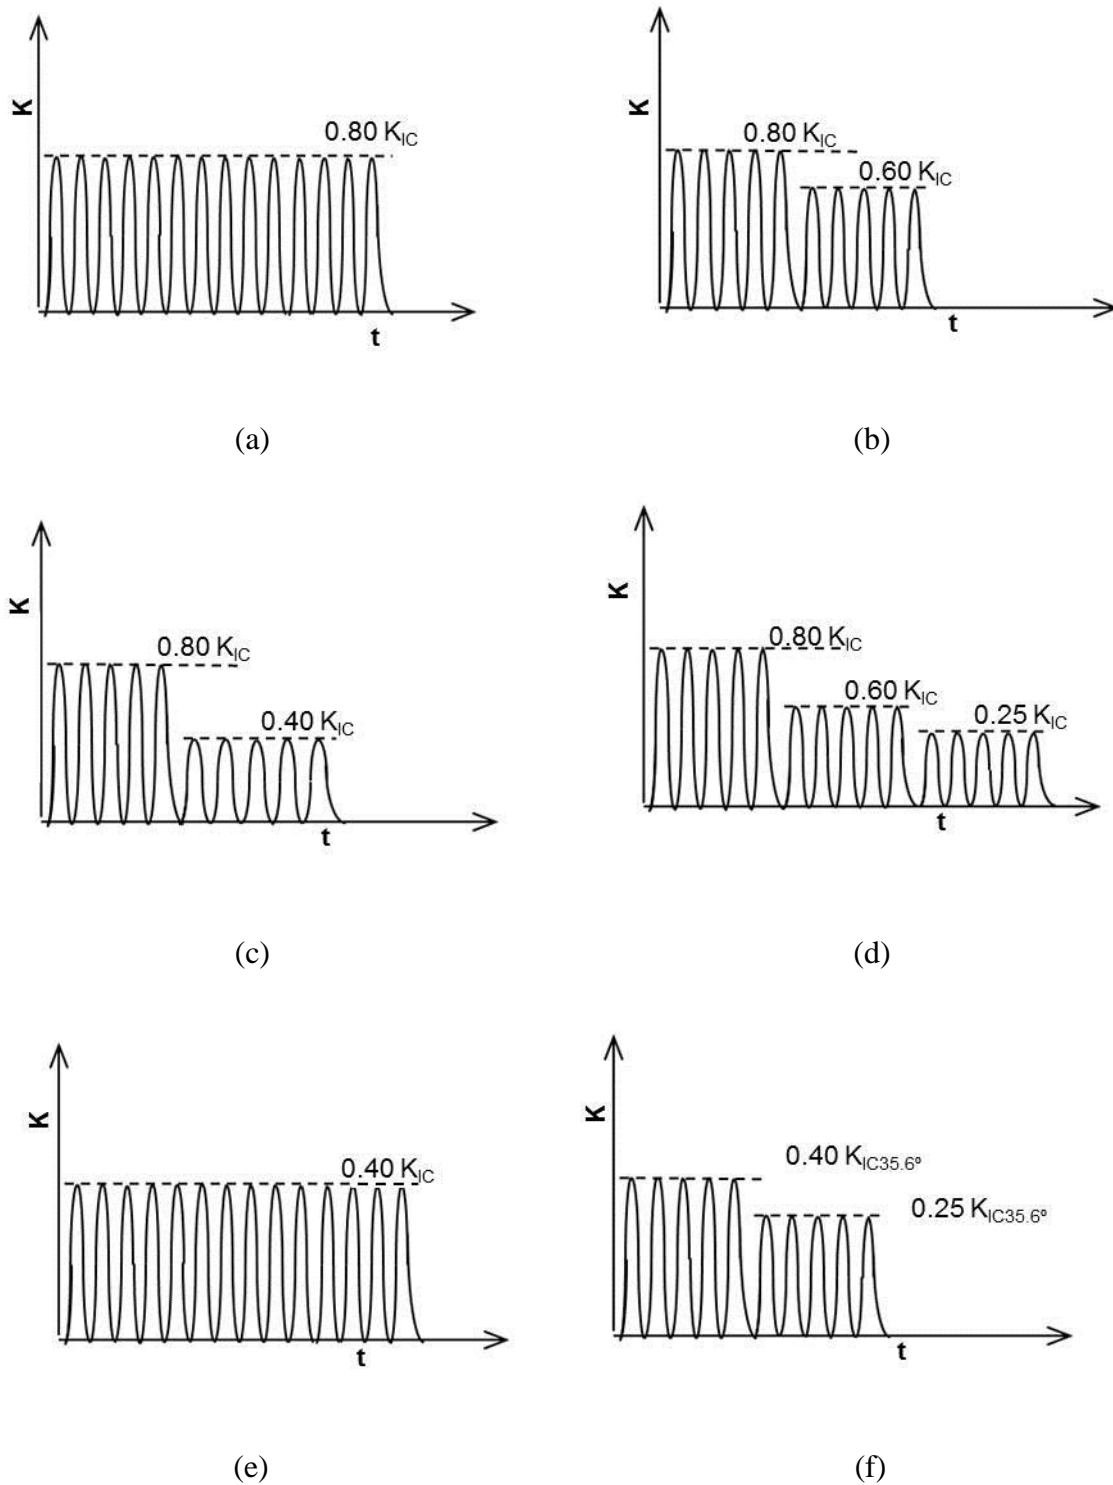 K
0.80 K_IC
t
(a)
K
0.80 K_IC
0.60 K_IC
t
(b)
K
0.80 K_IC
0.40 K_IC
t
(c)
K
0.80 K_IC
0.60 K_IC
0.25 K_IC
t
(d)
K
0.40 K_IC
t
(e)
K
0.40 K_IC35.6º
0.25 K_IC35.6º
t
(f)